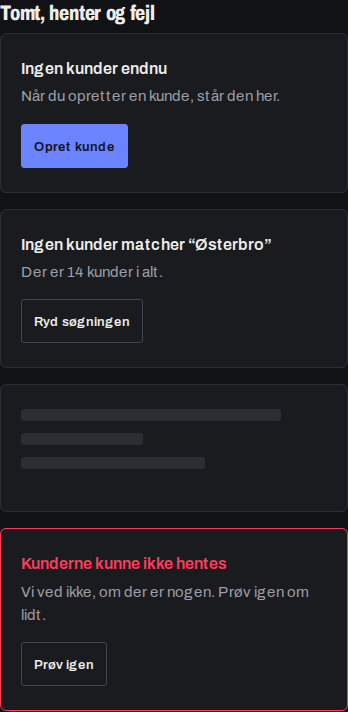 Tomt, henter og fejl
Ingen kunder endnu
Når du opretter en kunde, står den her.
Opret kunde
Ingen kunder matcher “Østerbro”
Der er 14 kunder i alt.
Ryd søgningen
Kunderne kunne ikke hentes
Vi ved ikke, om der er nogen. Prøv igen om
lidt.
Prøv igen